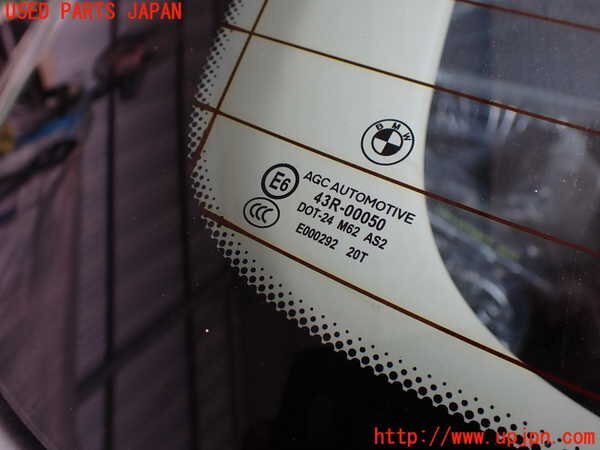 USED PARTS JAPAN
BMW
E6
AGC AUTOMOTIVE
43R-00050
CCC
DOT-24 M62 AS2
E000292 20T
http://www.upjpn.com/